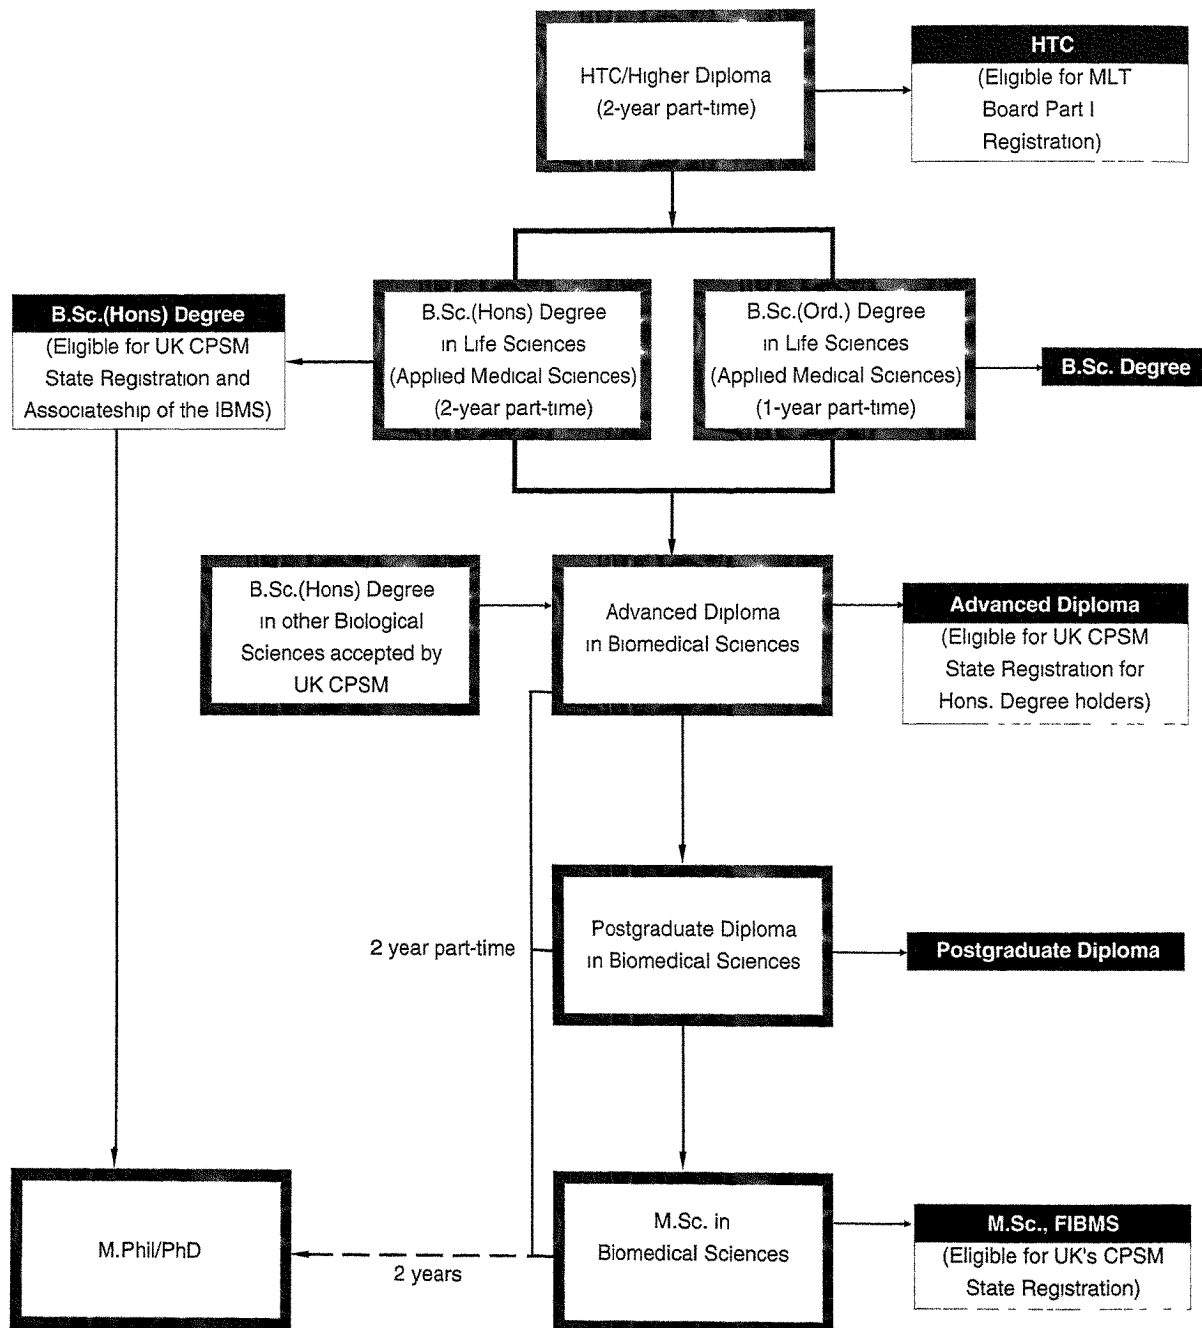 HTC/Higher Diploma
(2-year part-time)
HTC
(Eligible for MLT
Board Part I
Registration)
B.Sc.(Hons) Degree
(Eligible for UK CPSM
State Registration and
Associateship of the IBMS)
B.Sc.(Hons) Degree
in Life Sciences
(Applied Medical Sciences)
(2-year part-time)
B.Sc.(Ord.) Degree
in Life Sciences
(Applied Medical Sciences)
(1-year part-time)
B.Sc. Degree
B.Sc.(Hons) Degree
in other Biological
Sciences accepted by
UK CPSM
Advanced Diploma
in Biomedical Sciences
Advanced Diploma
(Eligible for UK CPSM
State Registration for
Hons. Degree holders)
2 year part-time
Postgraduate Diploma
in Biomedical Sciences
Postgraduate Diploma
M.Phil/PhD
2 years
M.Sc. in
Biomedical Sciences
M.Sc., FIBMS
(Eligible for UK's CPSM
State Registration)